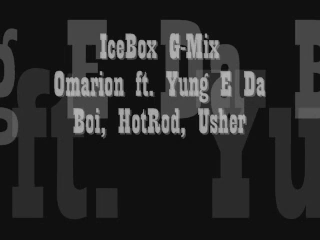 IceBox G-Mix
Omarion ft. Yung E Da
Boi, HotRod, Usher